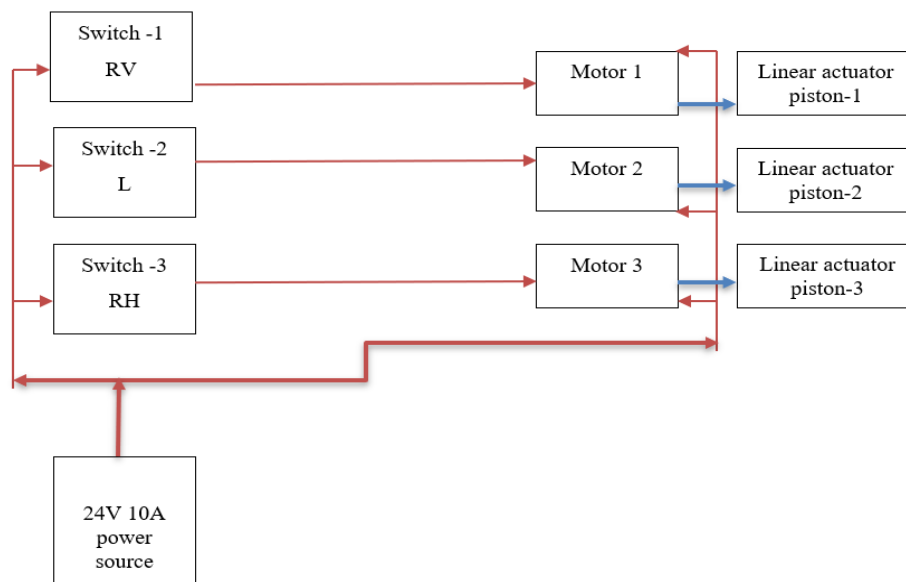 Switch -1
RV
Motor 1
Linear actuator
piston-1
Switch -2
L
Motor 2
Linear actuator
piston-2
Switch -3
RH
Motor 3
Linear actuator
piston-3
24V 10A
power
source